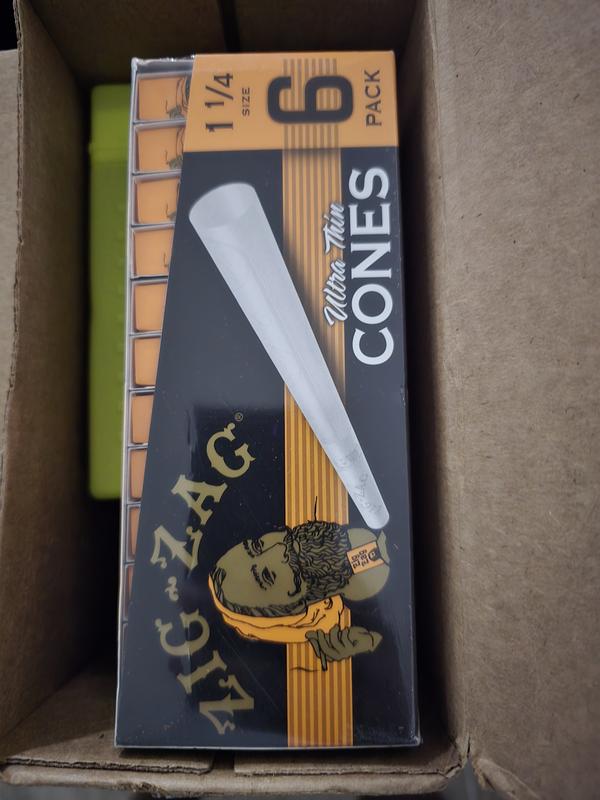 1 1/4
SIZE
6
PACK
Ultra Thin
CONES
ZIG-ZAG®